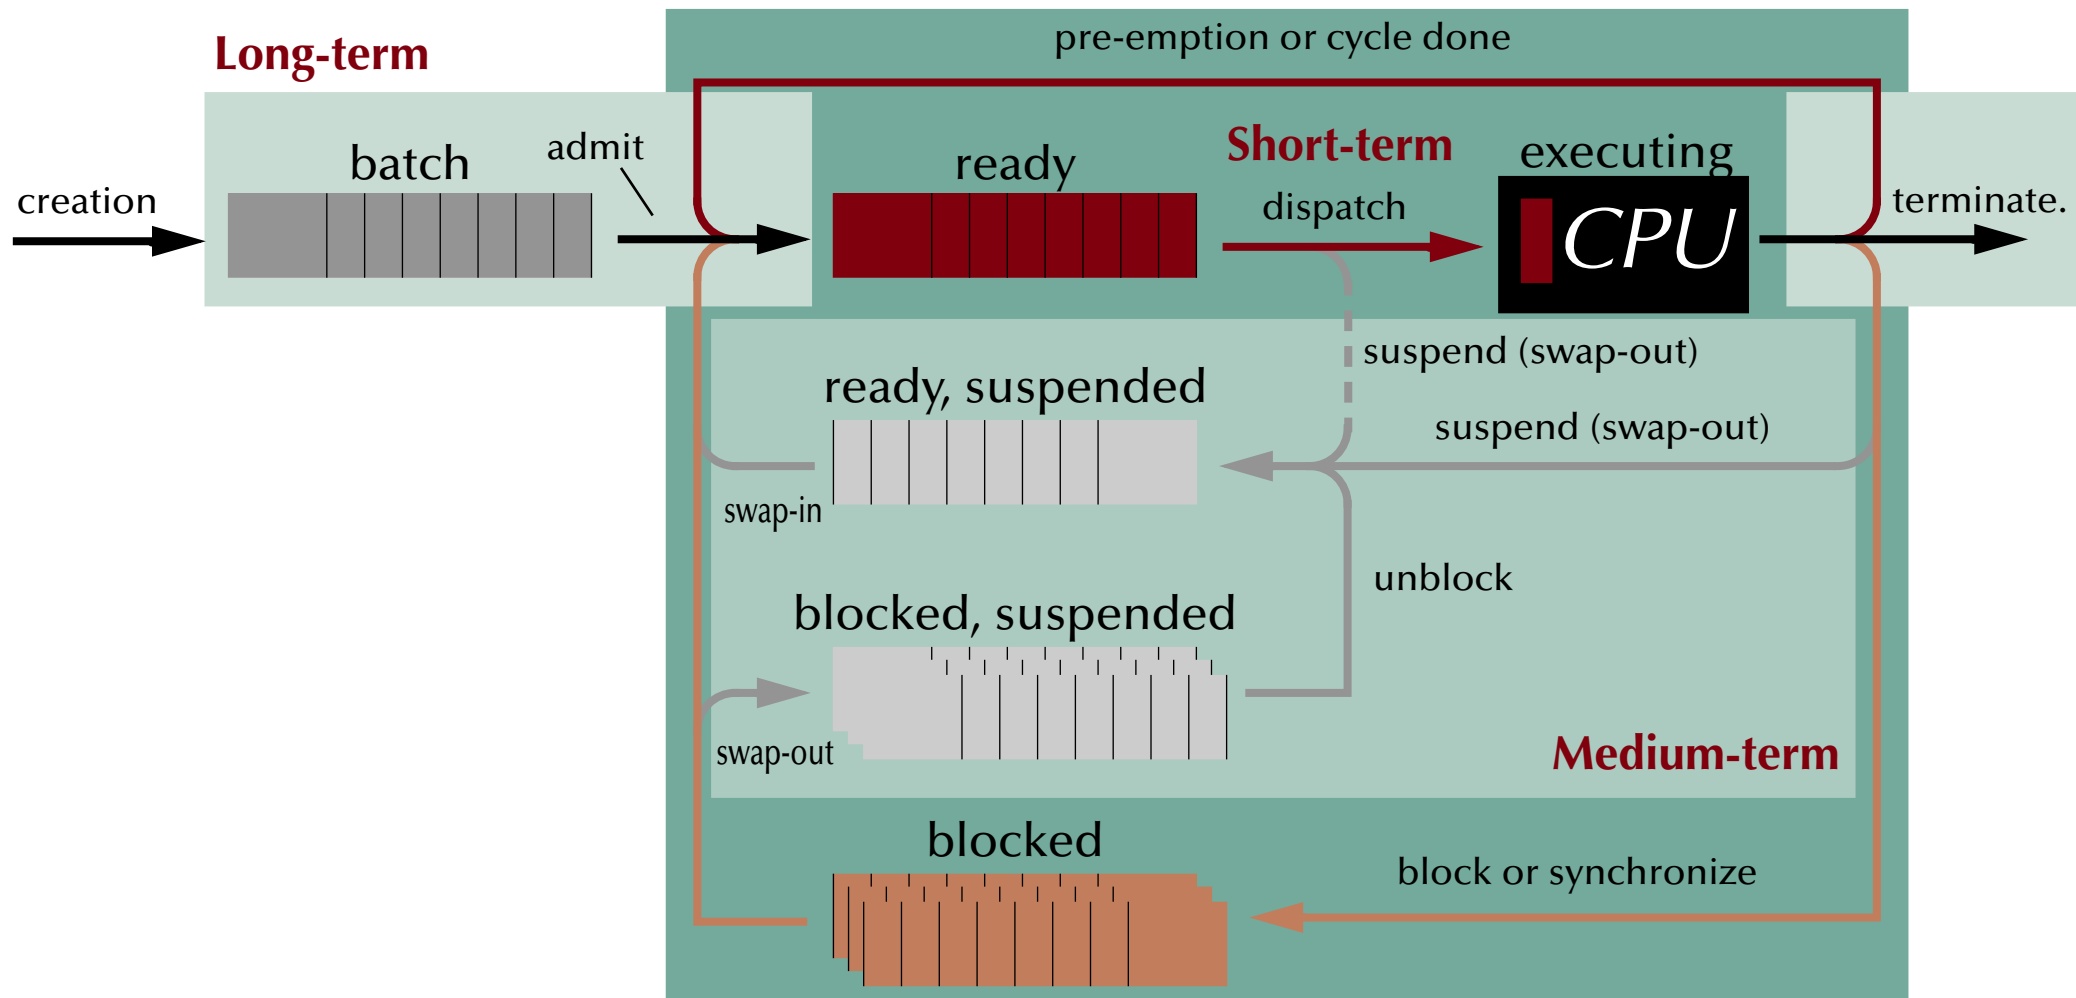 pre-emption or cycle done
Long-term
batch
admit
ready
Short-term
executing
creation
dispatch
CPU
terminate.
suspend (swap-out)
ready, suspended
suspend (swap-out)
swap-in
unblock
blocked, suspended
swap-out
Medium-term
blocked
block or synchronize